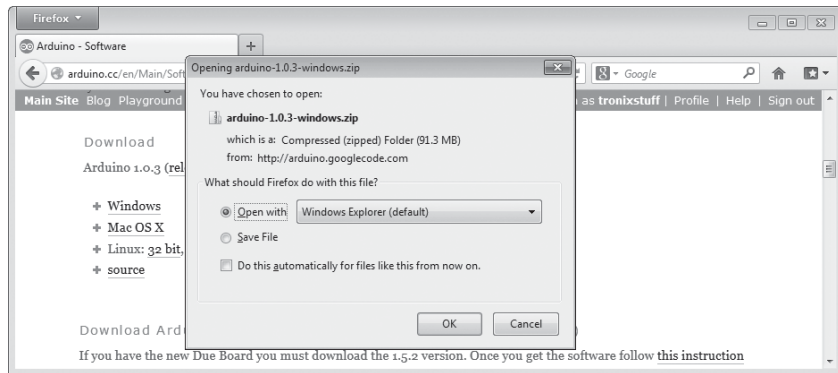 Firefox
Arduino - Software
+
Opening arduino-1.0.3-windows.zip
arduino.cc/en/Main/Soft
Google
Main Site Blog Playground
as tronixstuff | Profile | Help | Sign out
You have chosen to open:
arduino-1.0.3-windows.zip
which is a: Compressed (zipped) Folder (91.3 MB)
from: http://arduino.googlecode.com
What should Firefox do with this file?
Open with Windows Explorer (default)
Save File
Do this automatically for files like this from now on.
OK Cancel
Download
Arduino 1.0.3 (rel
Windows
Mac OS X
Linux: 32 bit,
source
Download Ardu
)
If you have the new Due Board you must download the 1.5.2 version. Once you get the software follow this instruction